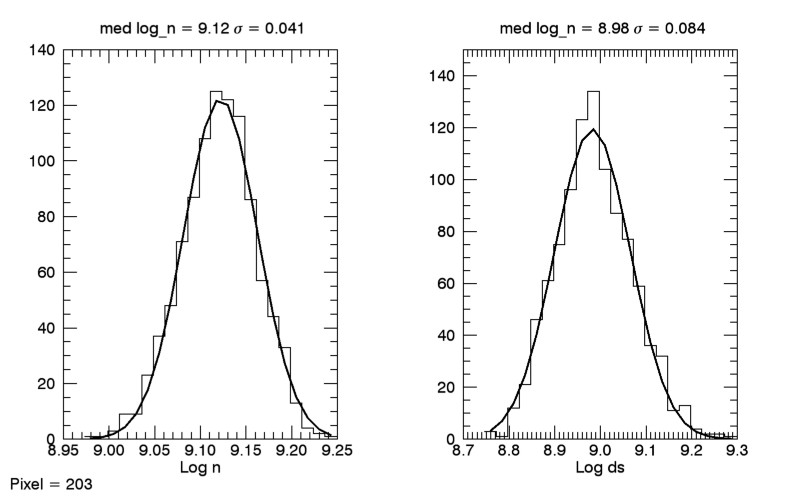 med log_n = 9.12 σ = 0.041
140
120
100
80
60
40
20
0
8.95 9.00 9.05 9.10 9.15 9.20 9.25
Log n
med log_n = 8.98 σ = 0.084
140
120
100
80
60
40
20
0
8.7 8.8 8.9 9.0 9.1 9.2 9.3
Log ds
Pixel = 203